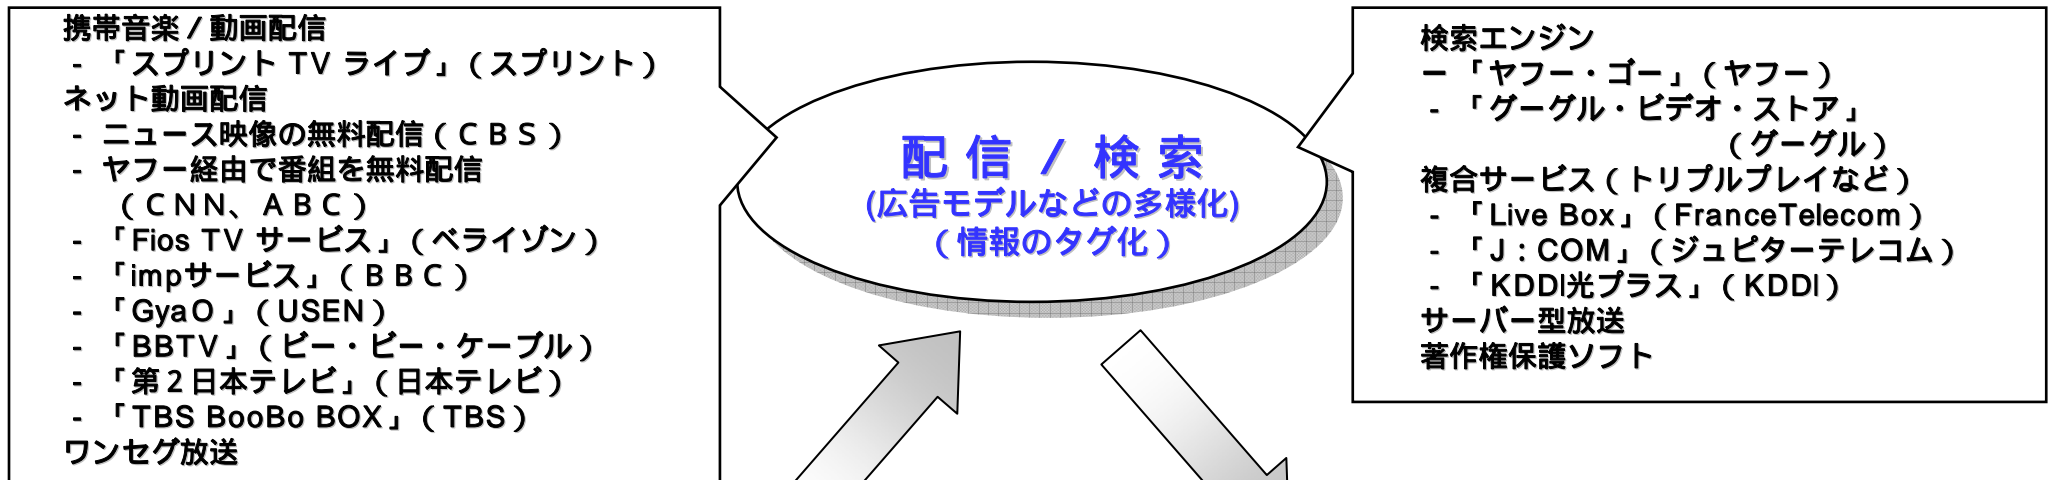 携帯音楽/動画配信
- 「スプリント TV ライブ」(スプリント)
ネット動画配信
- ニュース映像の無料配信(CBS)
- ヤフー経由で番組を無料配信
(CNN、ABC)
- 「Fios TV サービス」(ベライゾン)
- 「impサービス」(BBC)
- 「GyaO」(USEN)
- 「BBTV」(ビー・ビー・ケーブル)
- 「第2日本テレビ」(日本テレビ)
- 「TBS BooBo BOX」(TBS)
ワンセグ放送
配信/検索
(広告モデルなどの多様化)
(情報のタグ化)
検索エンジン
ー「ヤフー・ゴー」(ヤフー)
- 「グーグル・ビデオ・ストア」
(グーグル)
複合サービス(トリプルプレイなど)
- 「Live Box」(FranceTelecom)
- 「J:COM」(ジュピターテレコム)
- 「KDDI光プラス」(KDDI)
サーバー型放送
著作権保護ソフト